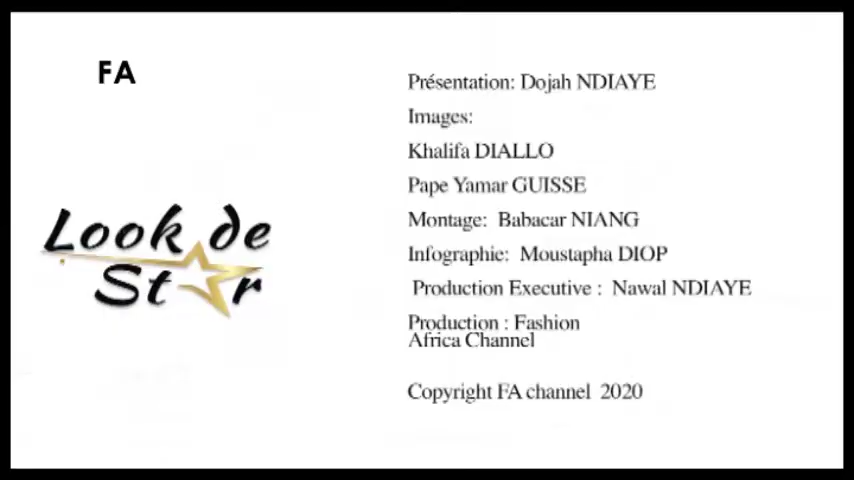 FA
Look de
Star
Présentation: Dojah NDIAYE
Images:
Khalifa DIALLO
Pape Yamar GUISSE
Montage: Babacar NIANG
Infographie: Moustapha DIOP
Production Executive : Nawal NDIAYE
Production : Fashion
Africa Channel
Copyright FA channel 2020